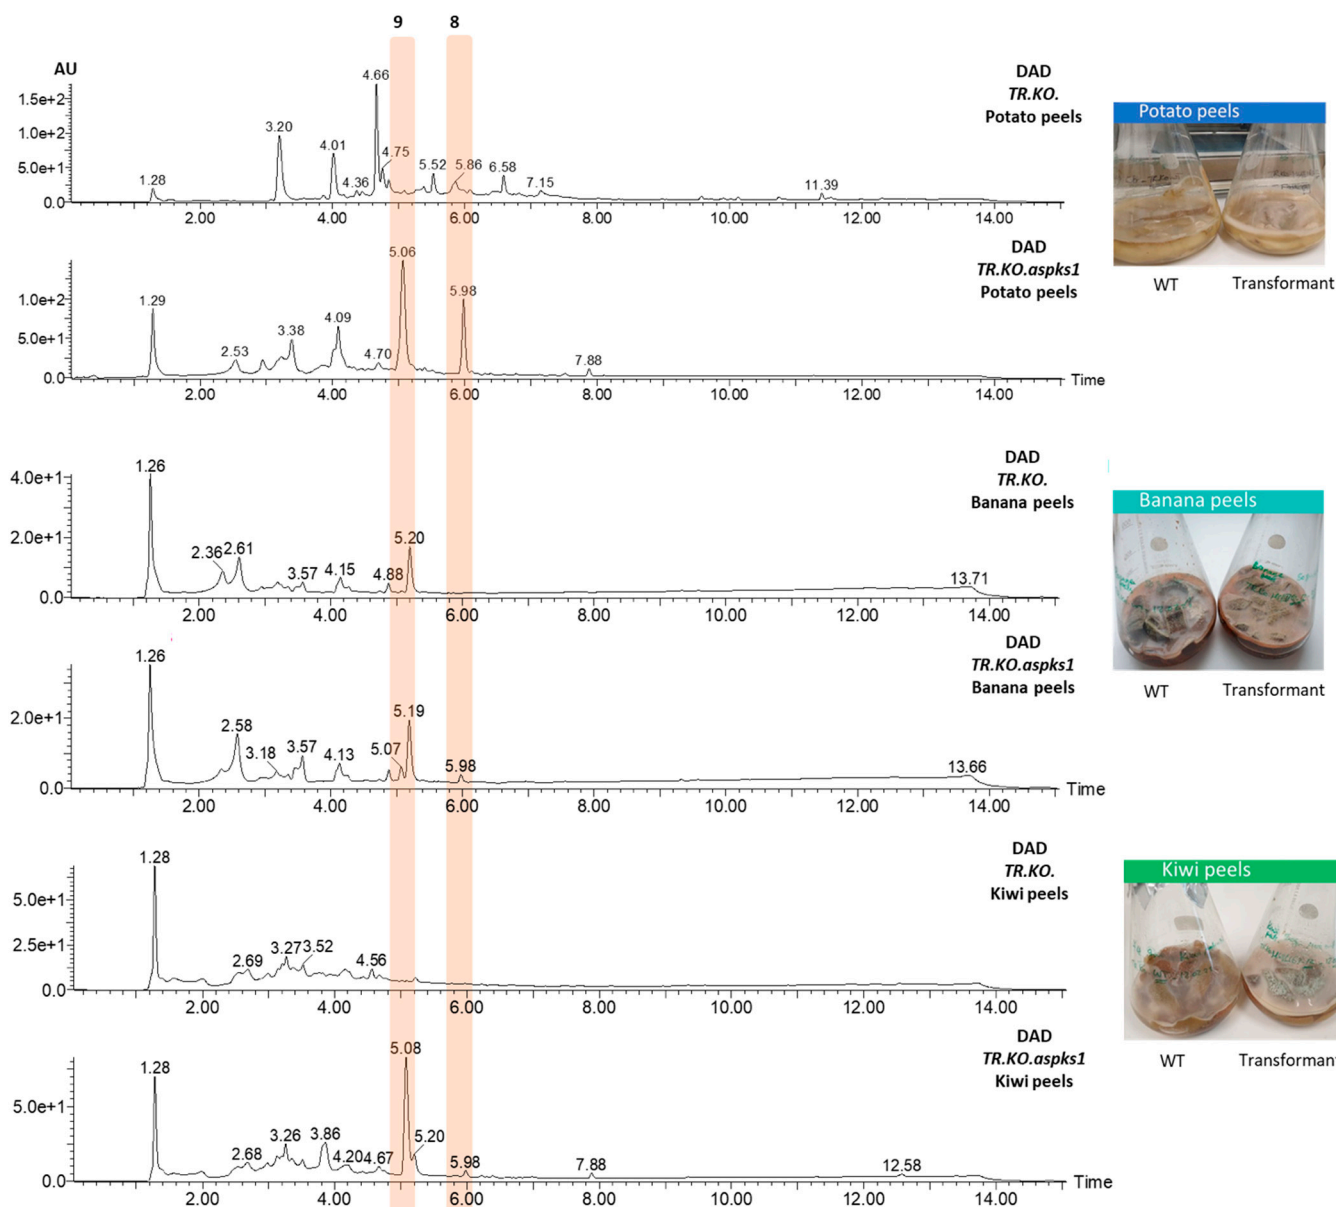 9 8
AU
DAD
TR.KO.
Potato peels
1.5e+2
1.0e+2
5.0e+1
0.0
1.28
3.20
4.01
4.36
4.66
4.75
5.52
5.86
6.58
7.15
11.39
2.00 4.00 6.00 8.00 10.00 12.00 14.00
Potato peels
WT Transformant
DAD
TR.KO.aspks1
Potato peels
1.0e+2
5.0e+1
0.0
1.29
2.53
3.38
4.09
4.70
5.06
5.98
7.88
Time
2.00 4.00 6.00 8.00 10.00 12.00 14.00
DAD
TR.KO.
Banana peels
4.0e+1
2.0e+1
0.0
1.26
2.36
2.61
3.57
4.15
4.88
5.20
13.71
2.00 4.00 6.00 8.00 10.00 12.00 14.00
Banana peels
WT Transformant
DAD
TR.KO.aspks1
Banana peels
2.0e+1
0.0
1.26
2.58
3.18
3.57
4.13
5.07
5.19
5.98
13.66
Time
2.00 4.00 6.00 8.00 10.00 12.00 14.00
DAD
TR.KO.
Kiwi peels
5.0e+1
2.5e+1
0.0
1.28
2.69
3.27
3.52
4.56
2.00 4.00 6.00 8.00 10.00 12.00 14.00
Kiwi peels
WT Transformant
DAD
TR.KO.aspks1
Kiwi peels
5.0e+1
0.0
1.28
2.68
3.26
3.86
4.20
4.67
5.08
5.20
5.98
7.88
12.58
Time
2.00 4.00 6.00 8.00 10.00 12.00 14.00